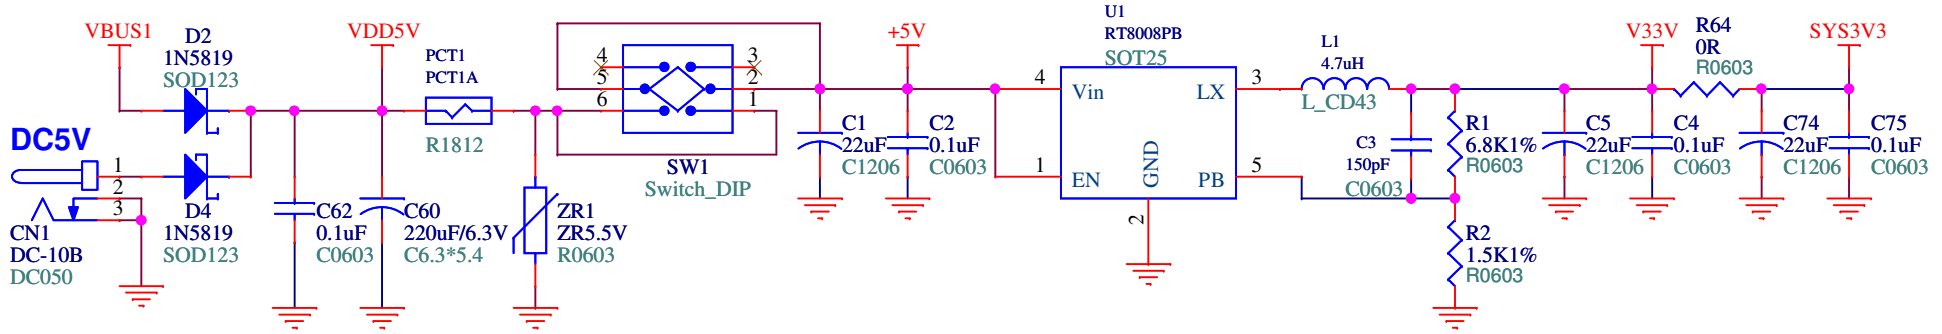 VBUS1
D2
1N5819
SOD123
DC5V
1
2
3
CN1
DC-10B
DC050
D4
1N5819
SOD123
VDD5V
C62
0.1uF
C0603
C60
220uF/6.3V
C6.3*5.4
PCT1
PCT1A
R1812
ZR1
ZR5.5V
R0603
4
5
6
3
2
1
SW1
Switch_DIP
+5V
C1
22uF
C1206
C2
0.1uF
C0603
U1
RT8008PB
SOT25
4
Vin
LX
3
1
EN
GND
PB
5
2
L1
4.7uH
L_CD43
C3
150pF
C0603
R1
6.8K1%
R0603
R2
1.5K1%
R0603
C5
22uF
C1206
V33V
C4
0.1uF
C0603
R64
0R
R0603
C74
22uF
C1206
SYS3V3
C75
0.1uF
C0603